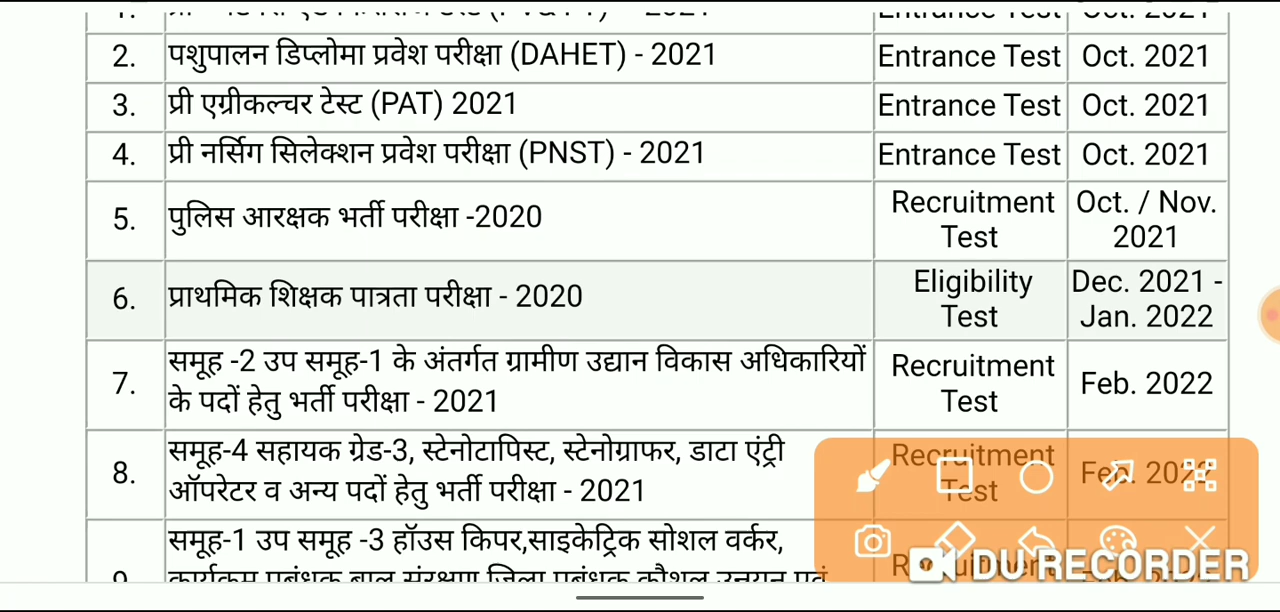 2. पशुपालन डिप्लोमा प्रवेश परीक्षा (DAHET) - 2021 Entrance Test Oct. 2021
3. प्री एग्रीकल्चर टेस्ट (PAT) 2021 Entrance Test Oct. 2021
4. प्री नर्सिग सिलेक्शन प्रवेश परीक्षा (PNST) - 2021 Entrance Test Oct. 2021
5. पुलिस आरक्षक भर्ती परीक्षा -2020 Recruitment Test Oct. / Nov. 2021
6. प्राथमिक शिक्षक पात्रता परीक्षा - 2020 Eligibility Test Dec. 2021 - Jan. 2022
7. समूह -2 उप समूह-1 के अंतर्गत ग्रामीण उद्यान विकास अधिकारियों
के पदों हेतु भर्ती परीक्षा - 2021 Recruitment Test Feb. 2022
8. समूह-4 सहायक ग्रेड-3, स्टेनोटापिस्ट, स्टेनोग्राफर, डाटा एंट्री
ऑपरेटर व अन्य पदों हेतु भर्ती परीक्षा - 2021 Recruitment Test Feb. 2022
समूह-1 उप समूह -3 हॉउस किपर,साइकेट्रिक सोशल वर्कर,
DU RECORDER